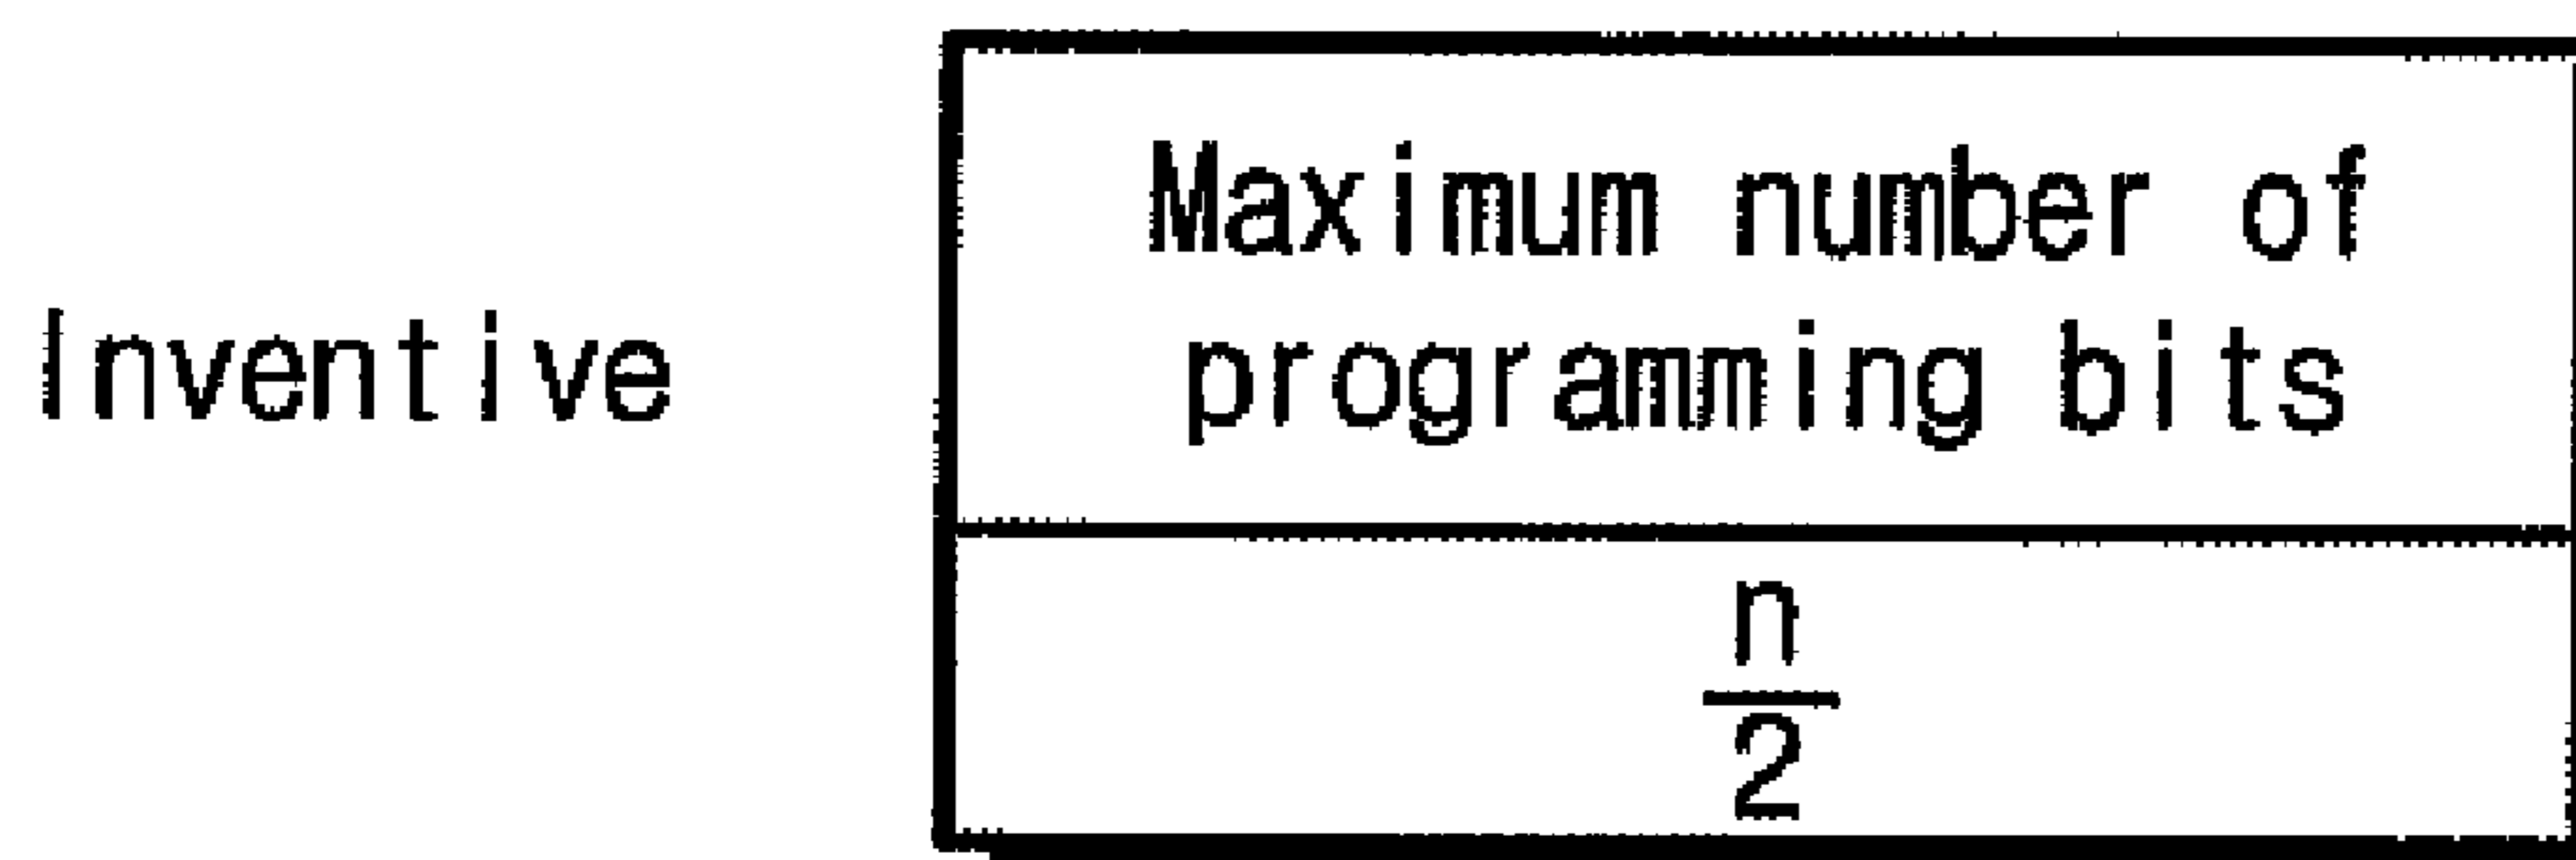 Maximum number of
Inventive
programming bits
n
2